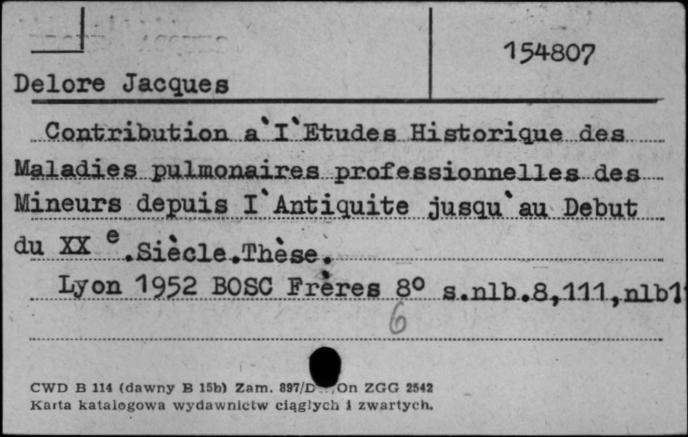 154807
Delore Jacques
Contribution a`I`Etudes Historique des
Maladies pulmonaires professionnelles des
Mineurs depuis I`Antiquite jusqu`au Debut
du XX e.Siècle.Thèse.
Lyon 1952 BOSC Frères 8º s.nlb.8,111,nlb1
6
CWD B 114 (dawny B 15b) Zam. 897/D On ZGG 2542
Karta katalogowa wydawnictw ciągłych i zwartych.